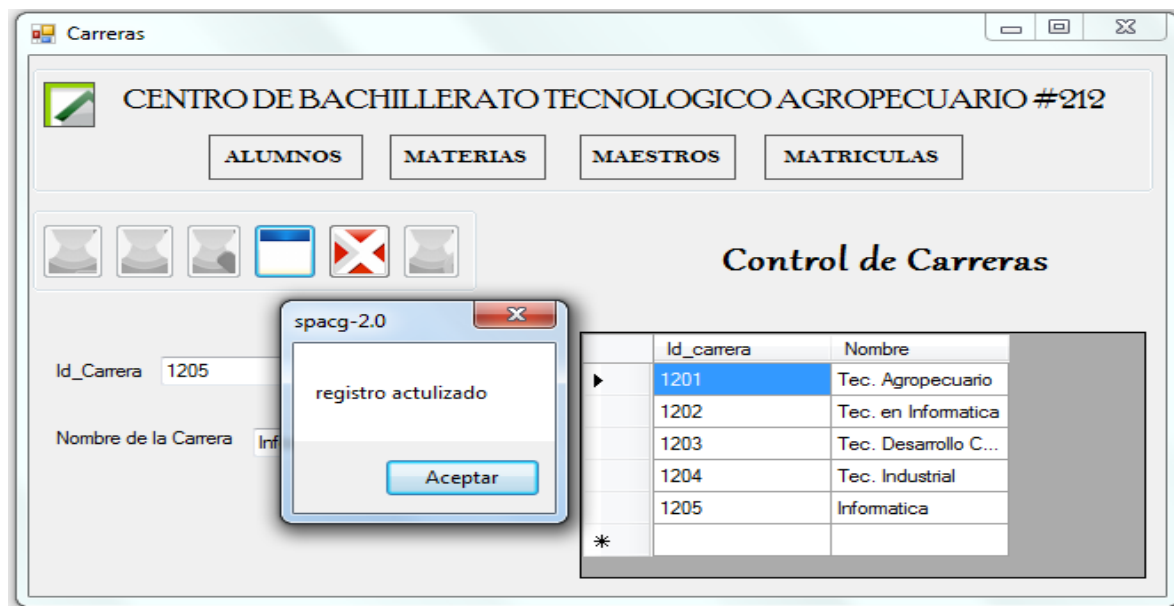 Carreras
CENTRO DE BACHILLERATO TECNOLOGICO AGROPECUARIO #212
ALUMNOS MATERIAS MAESTROS MATRICULAS
Control de Carreras
spacg-2.0
registro actulizado
Aceptar
Id_Carrera 1205
Nombre de la Carrera Inf
Id_carrera Nombre
1201 Tec. Agropecuario
1202 Tec. en Informatica
1203 Tec. Desarrollo C...
1204 Tec. Industrial
1205 Informatica